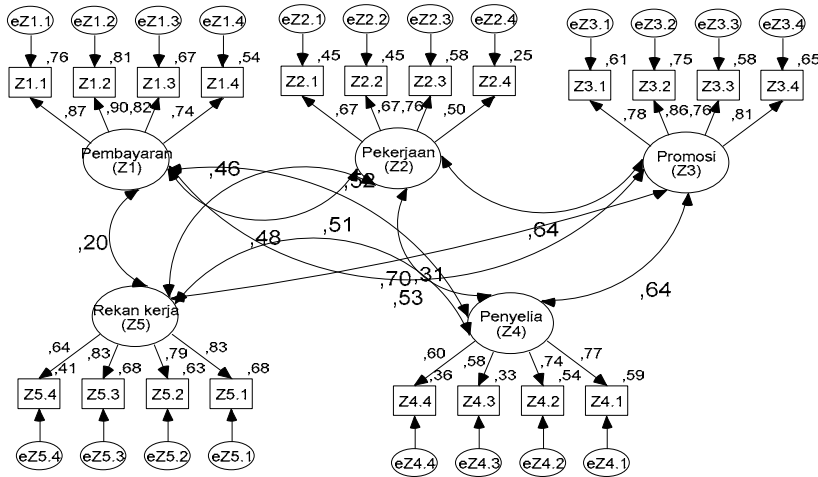 eZ1.1 eZ1.2 eZ1.3 eZ1.4 eZ2.1 eZ2.2 eZ2.3 eZ2.4 eZ3.1 eZ3.2 eZ3.3 eZ3.4
,76 ,81 ,67 ,54 ,45 ,45 ,58 ,25 ,61 ,75 ,58 ,65
Z1.1 Z1.2 Z1.3 Z1.4 Z2.1 Z2.2 Z2.3 Z2.4 Z3.1 Z3.2 Z3.3 Z3.4
,87 ,90 ,82 ,74 ,67 ,67 ,76 ,50 ,78 ,86 ,76 ,81
Pembayaran
(Z1)
Pekerjaan
(Z2)
Promosi
(Z3)
,46
,52
,51
,48
,64
,20
,70
,31
,53
,64
Rekan kerja
(Z5)
Penyelia
(Z4)
,64 ,83 ,79 ,83 ,60 ,58 ,74 ,77
,41 ,68 ,63 ,68 ,36 ,33 ,54 ,59
Z5.4 Z5.3 Z5.2 Z5.1 Z4.4 Z4.3 Z4.2 Z4.1
eZ5.4 eZ5.3 eZ5.2 eZ5.1 eZ4.4 eZ4.3 eZ4.2 eZ4.1